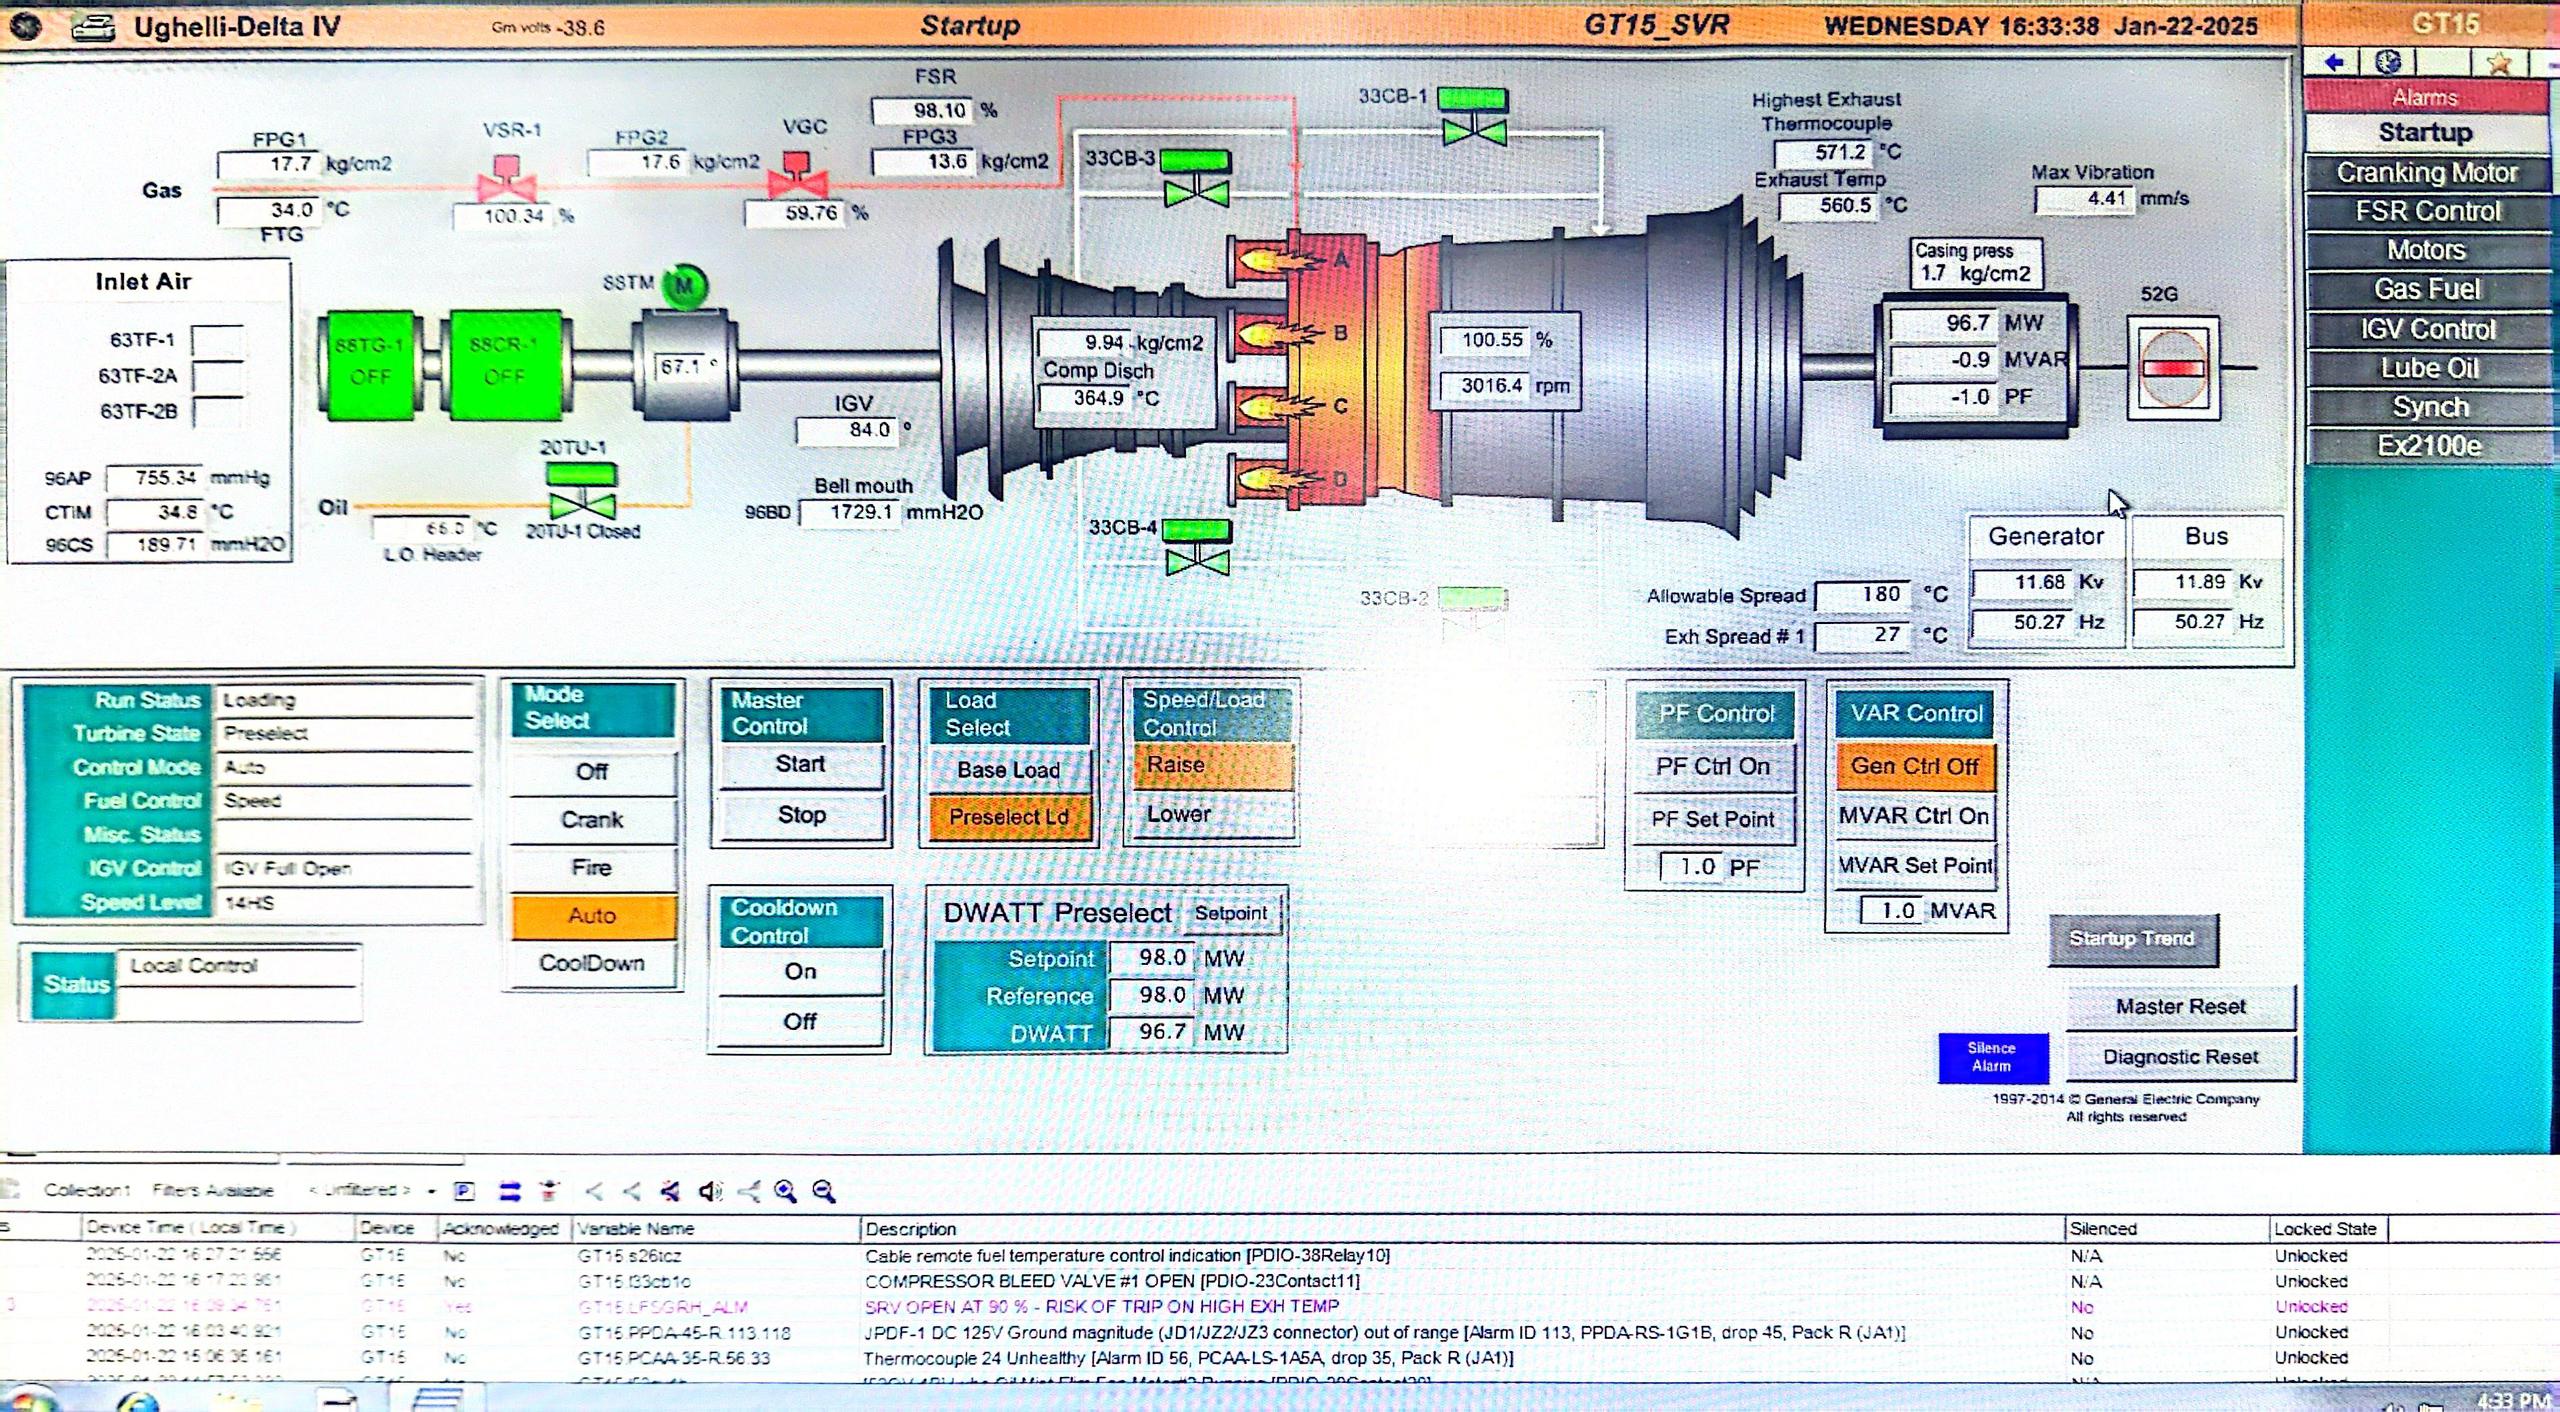 Ughelli-Delta IV
Gm volts -38.6
Startup
GT15_SVR
WEDNESDAY 16:33:38 Jan-22-2025
GT15
FSR
98.10 %
FPG1
17.7 kg/cm2
VSR-1
FPG2
17.6 kg/cm2
VGC
FPG3
13.6 kg/cm2
Gas
34.0 °C
FTG
100.34 %
59.76 %
33CB-1
33CB-3
Highest Exhaust
Thermocouple
571.2 °C
Exhaust Temp
560.5 °C
Max Vibration
4.41 mm/s
Alarms
Startup
Cranking Motor
FSR Control
Motors
Gas Fuel
IGV Control
Lube Oil
Synch
Ex2100e
Inlet Air
63TF-1
63TF-2A
63TF-2B
96AP 755.34 mmHg
CTIM 34.8 °C
96CS 189.71 mmH2O
88TG-1
OFF
88CR-1
OFF
SSTM M
67.1 °
20TU-1
Oil
°C
L.O. Header
20TU-1 Closed
IGV
84.0 °
Bell mouth
96BD 1729.1 mmH2O
9.94 kg/cm2
Comp Disch
364.9 °C
A
B
C
D
33CB-4
33CB-2
100.55 %
3016.4 rpm
Casing press
1.7 kg/cm2
96.7 MW
-0.9 MVAR
-1.0 PF
52G
Allowable Spread 180 °C
Exh Spread # 1 27 °C
Generator
11.68 Kv
50.27 Hz
Bus
11.89 Kv
50.27 Hz
Run Status Loading
Turbine State Preselect
Control Mode Auto
Fuel Control Speed
Misc. Status
IGV Control IGV Full Open
Speed Level 14HS
Status Local Control
Mode
Select
Off
Crank
Fire
Auto
CoolDown
Master
Control
Start
Stop
Cooldown
Control
On
Off
Load
Select
Base Load
Preselect Ld
Speed/Load
Control
Raise
Lower
DWATT Preselect Setpoint
Setpoint 98.0 MW
Reference 98.0 MW
DWATT 96.7 MW
PF Control
PF Ctrl On
PF Set Point
1.0 PF
VAR Control
Gen Ctrl Off
MVAR Ctrl On
MVAR Set Point
1.0 MVAR
Startup Trend
Master Reset
Silence
Alarm
Diagnostic Reset
1997-2014 © General Electric Company
All rights reserved
Collection1 Filters Available < Unfiltered > P
Device Time ( Local Time ) Device Acknowledged Variable Name Description Silenced Locked State
2025-01-22 16:27:21 No GT15.s26tcz Cable remote fuel temperature control indication [PDIO-38Relay10] N/A Unlocked
2025-01-22 16:17:23 No COMPRESSOR BLEED VALVE #1 OPEN [PDIO-23Contact11] N/A Unlocked
3 Yes GT15.LFSGRH_ALM SRV OPEN AT 90 % - RISK OF TRIP ON HIGH EXH TEMP No Unlocked
2025-01-22 16:03:40 No GT15.PPDA-45-R.113.118 JPDF-1 DC 125V Ground magnitude (JD1/JZ2/JZ3 connector) out of range [Alarm ID 113, PPDA-RS-1G1B, drop 45, Pack R (JA1)] No Unlocked
2025-01-22 15:06:35 161 No GT15.PCAA-35-R.56.33 Thermocouple 24 Unhealthy [Alarm ID 56, PCAA-LS-1A5A, drop 35, Pack R (JA1)] No Unlocked
4:33 PM